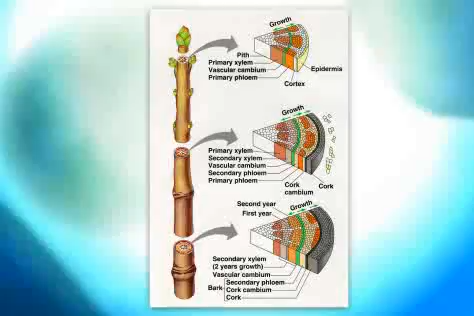 Growth
Pith
Primary xylem
Vascular cambium
Primary phloem
Epidermis
Cortex
Growth
Primary xylem
Secondary xylem
Vascular cambium
Secondary phloem
Primary phloem
Cork
cambium
Cork
Second year
First year
Growth
Secondary xylem
(2 years growth)
Vascular cambium
Secondary phloem
Bark
Cork cambium
Cork